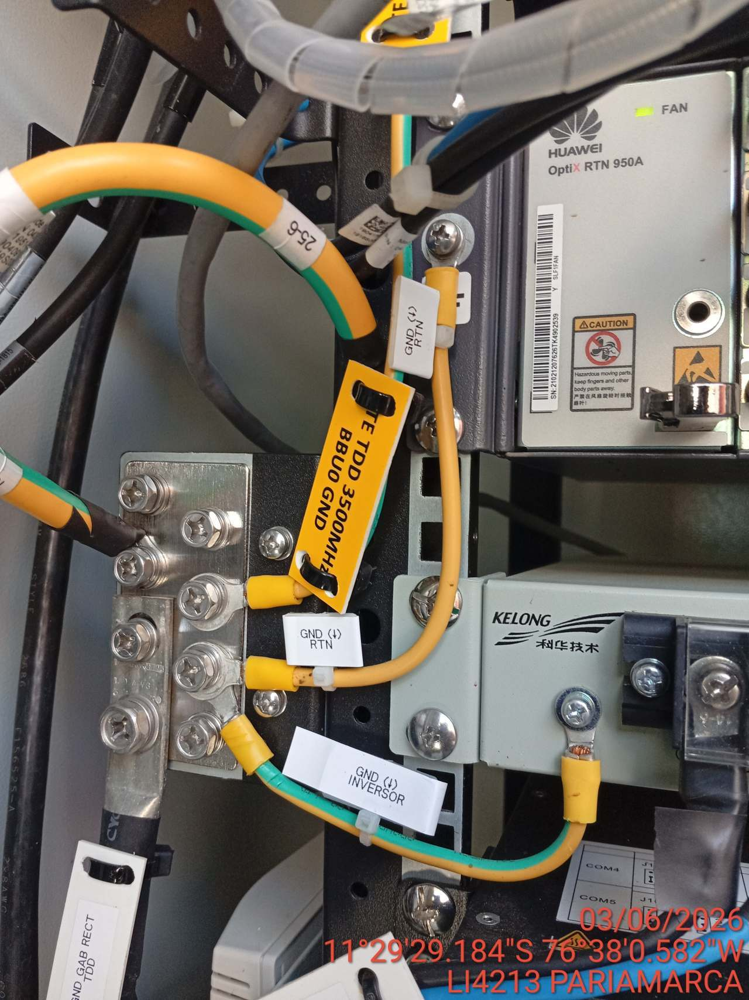 FAN
HUAWEI
OptiX RTN 950A
SN:21021207626TK4902539
Y SLF1FAN
CAUTION
Hazardous moving parts,
keep fingers and other
body parts away.
严禁在风扇旋转时接触
扇叶!
25-6
GND (↓)
RTN
TE TDD 3500MHz
BBU0 GND
GND (↓)
RTN
KELONG
科华技术
GND (↓)
INVERSOR
COM4
COM5
GND GAB RECT
TDD
03/06/2026
11°29'29.184"S 76°38'0.582"W
LI4213 PARIAMARCA